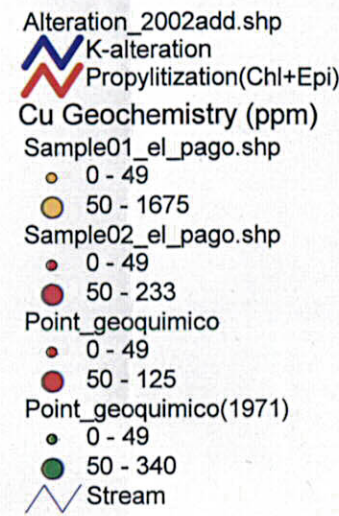 Alteration_2002add.shp
K-alteration
Propylitization(Chl+Epi)
Cu Geochemistry (ppm)
Sample01_el_pago.shp
0 - 49
50 - 1675
Sample02_el_pago.shp
0 - 49
50 - 233
Point_geoquimico
0 - 49
50 - 125
Point_geoquimico(1971)
0 - 49
50 - 340
Stream